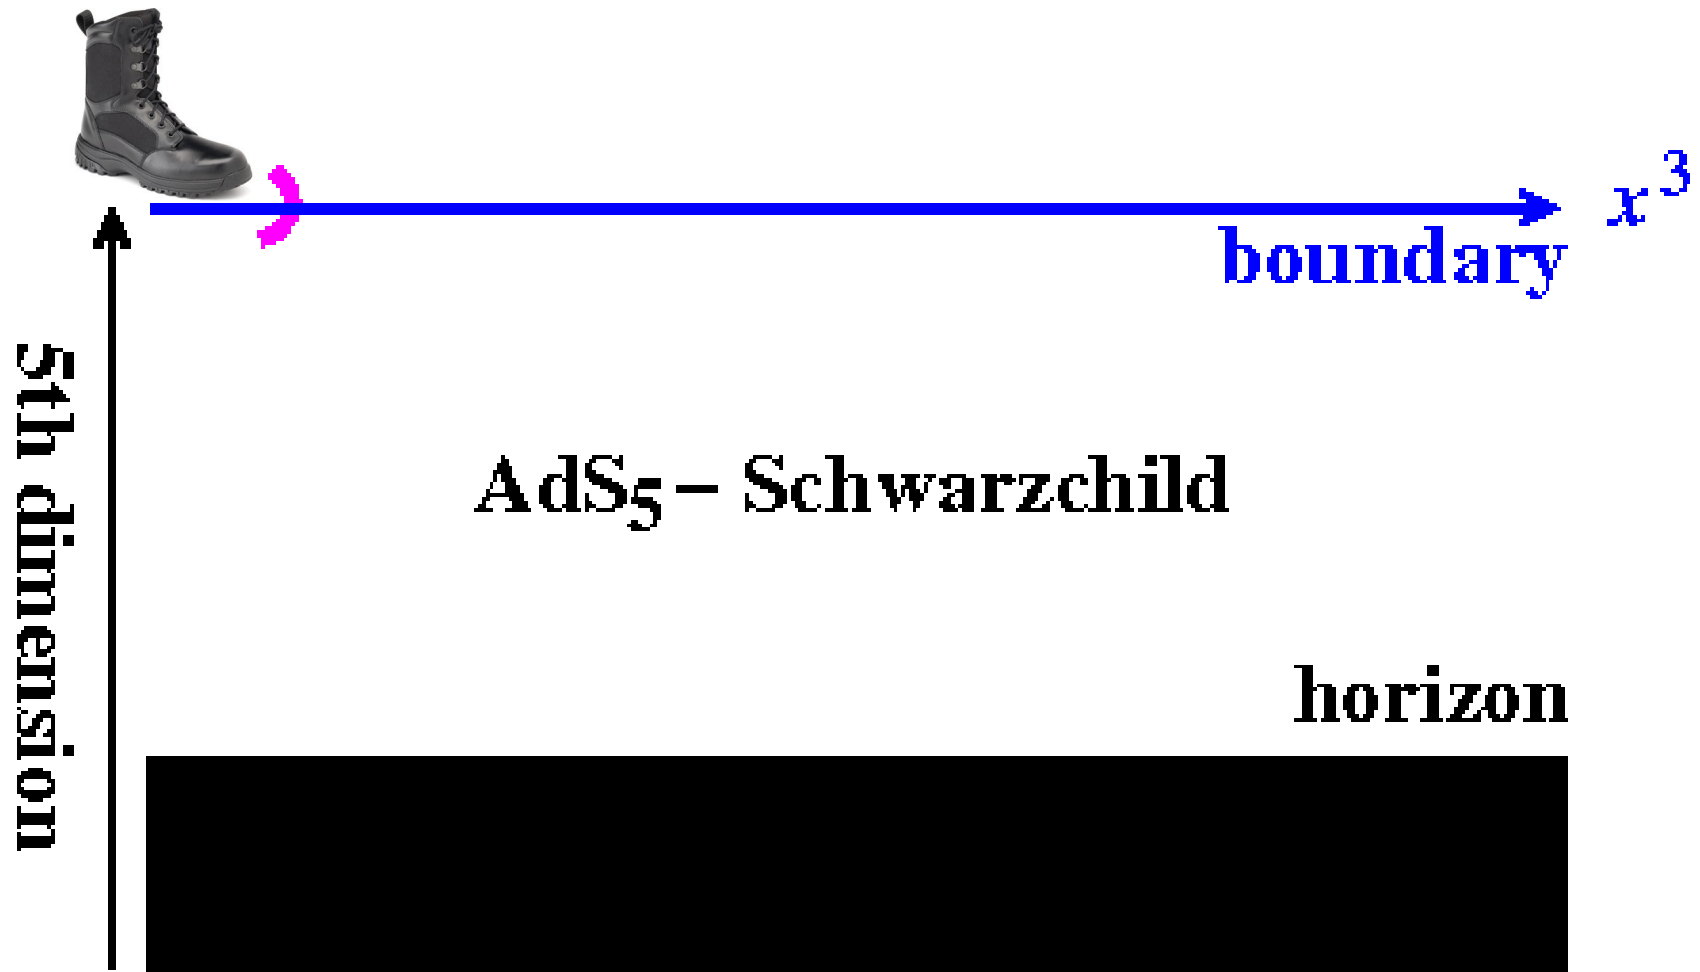 x³
boundary
5th dimension
AdS5 – Schwarzchild
horizon